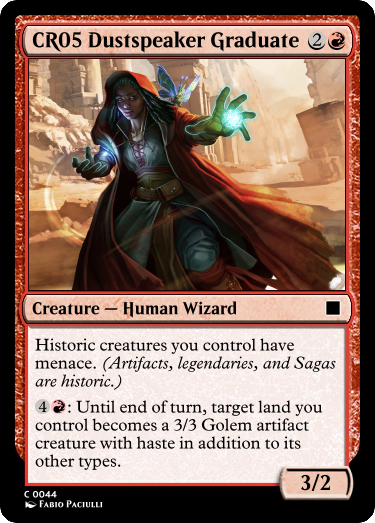 CR05 Dustspeaker Graduate 2
Creature — Human Wizard
Historic creatures you control have
menace. (Artifacts, legendaries, and Sagas
are historic.)
4: Until end of turn, target land you
control becomes a 3/3 Golem artifact
creature with haste in addition to its
other types.
3/2
C 0044
Fabio Paciulli